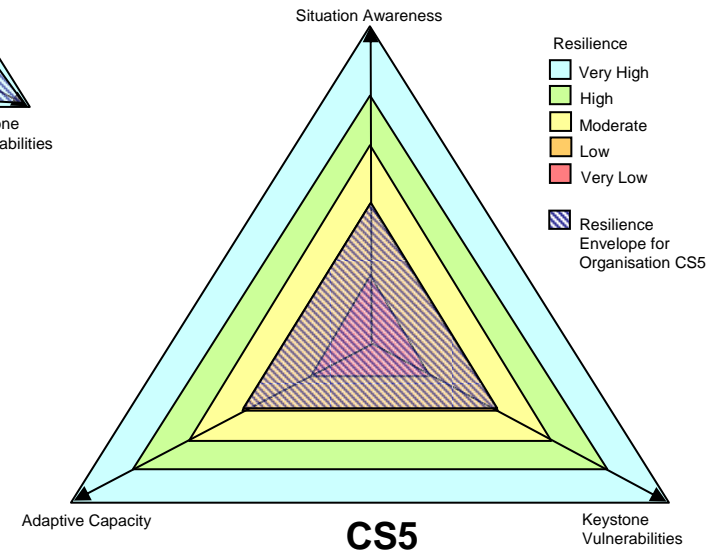 Situation Awareness
Resilience
Very High
High
Moderate
Low
Very Low
Resilience
Envelope for
Organisation CS5
abilities
Adaptive Capacity
CS5
Keystone
Vulnerabilities